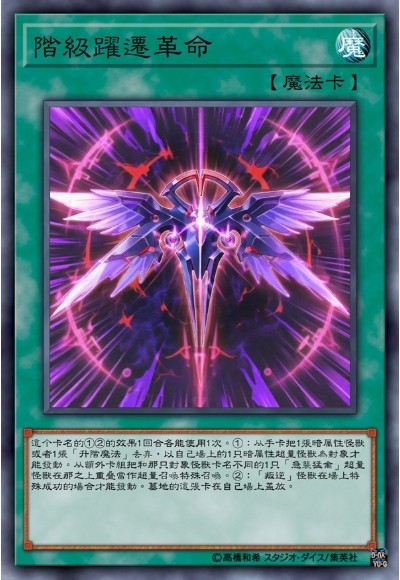 階級躍遷革命
魔
【魔法卡】
這个卡名的①②的效果1回合各能使用1次。①：从手卡把1張暗属性怪獸
或者1張「升階魔法」丢弃，以自己場上的1只暗属性超量怪獸為對象才
能發動。从額外卡組把和那只對象怪獸卡名不同的1只「急襲猛禽」超量
怪獸在那之上重疊當作超量召喚特殊召喚。②：「叛逆」怪獸在場上特
殊成功的場合才能發動。墓地的這張卡在自己場上盖放。
©高橋和希 スタジオ・ダイス/集英社
YU-G